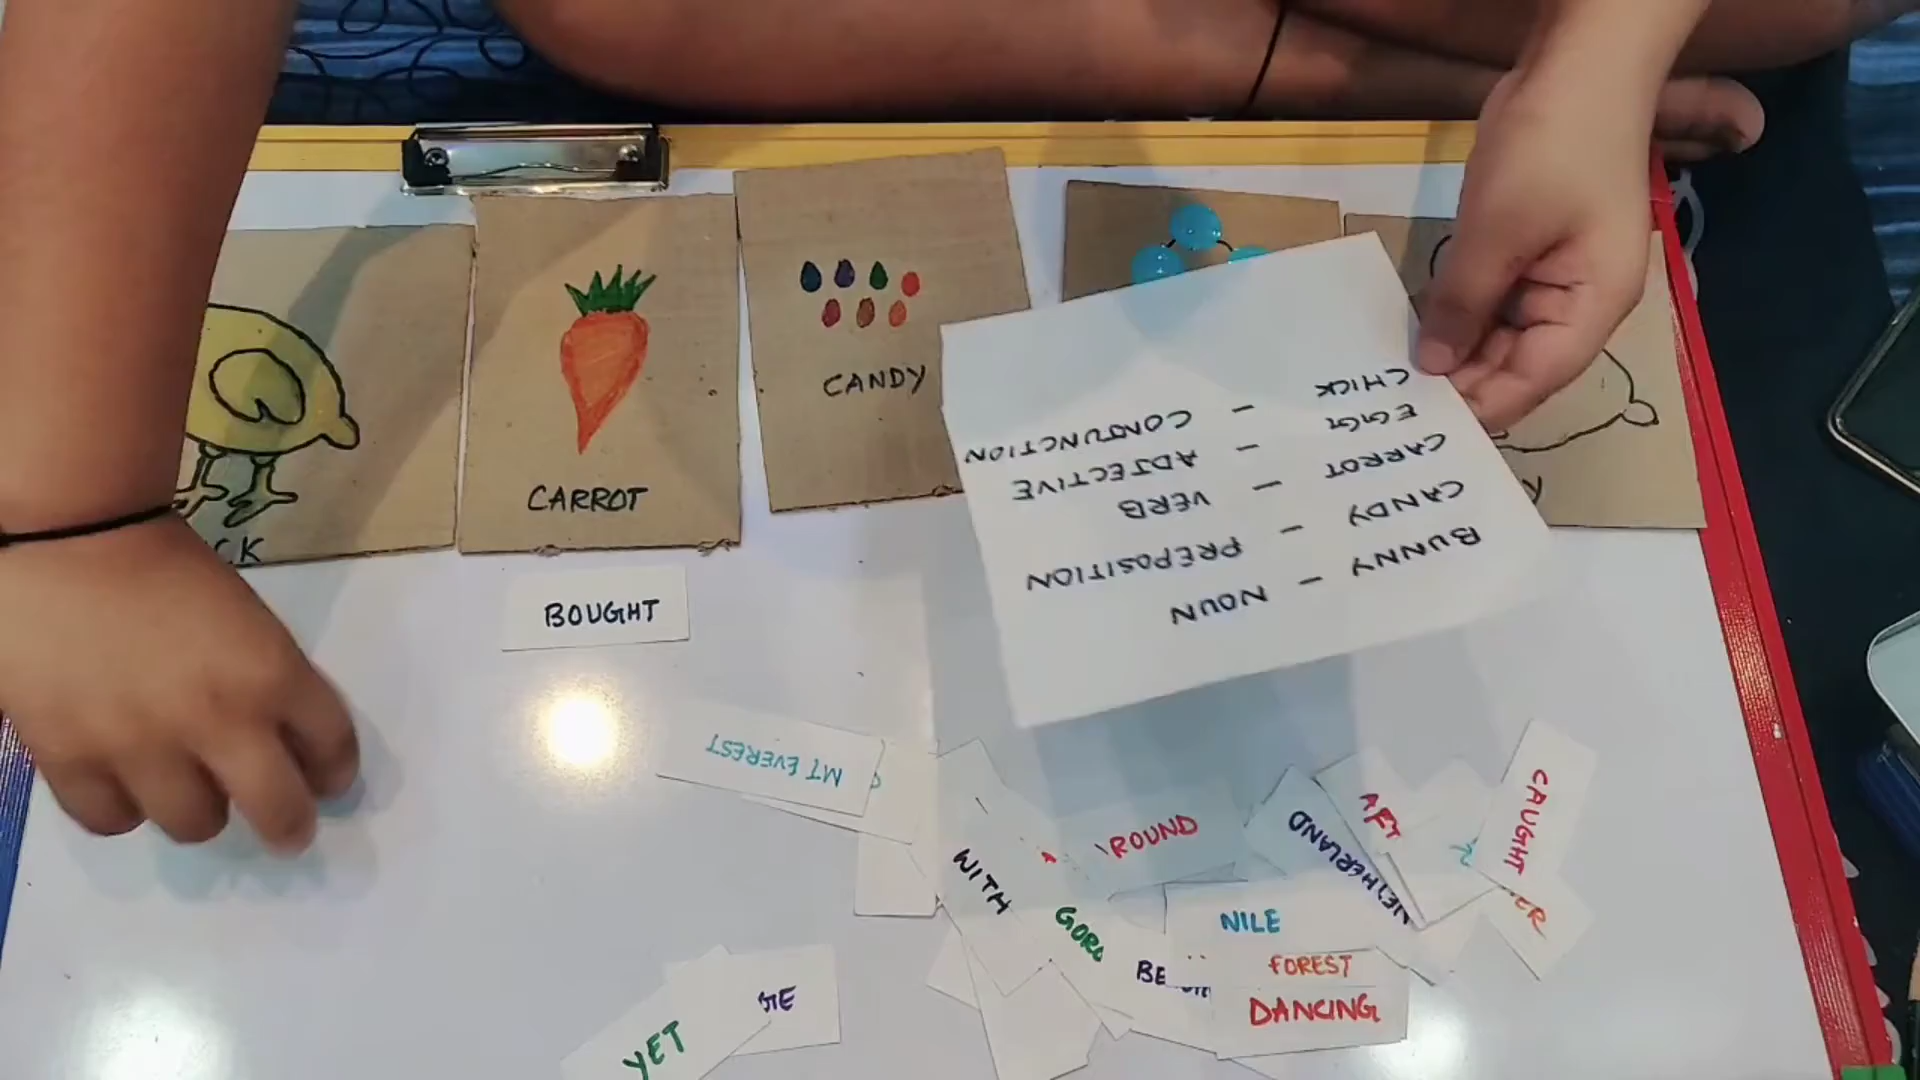 CARROT
CANDY
BOUGHT
BUNNY - NOUN
CANDY - PREPOSITION
CARROT - VERB
EGG - ADJECTIVE
CHICK - CONJUNCTION
MT EVEREST
WITH
ROUND
NILE
FOREST
DANCING
CAUGHT
YET